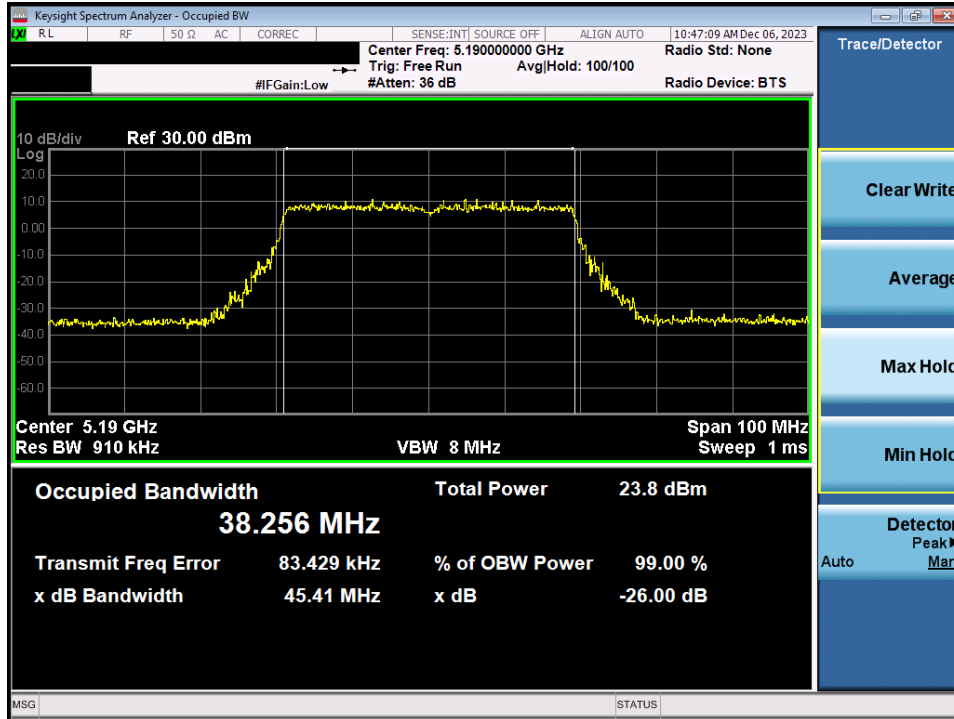 Keysight Spectrum Analyzer - Occupied BW
LXI RL RF 50 Ω AC CORREC SENSE:INT SOURCE OFF ALIGN AUTO 10:47:09 AM Dec 06, 2023
Center Freq: 5.190000000 GHz Radio Std: None
Trig: Free Run Avg|Hold: 100/100
#IFGain:Low #Atten: 36 dB Radio Device: BTS
10 dB/div Ref 30.00 dBm
Log
20.0
10.0
0.00
-10.0
-20.0
-30.0
-40.0
-50.0
-60.0
Center 5.19 GHz Span 100 MHz
Res BW 910 kHz VBW 8 MHz Sweep 1 ms
Occupied Bandwidth Total Power 23.8 dBm
38.256 MHz
Transmit Freq Error 83.429 kHz % of OBW Power 99.00 %
x dB Bandwidth 45.41 MHz x dB -26.00 dB
MSG STATUS
Trace/Detector
Clear Write
Average
Max Hold
Min Hold
Detector
Peak
Auto Man